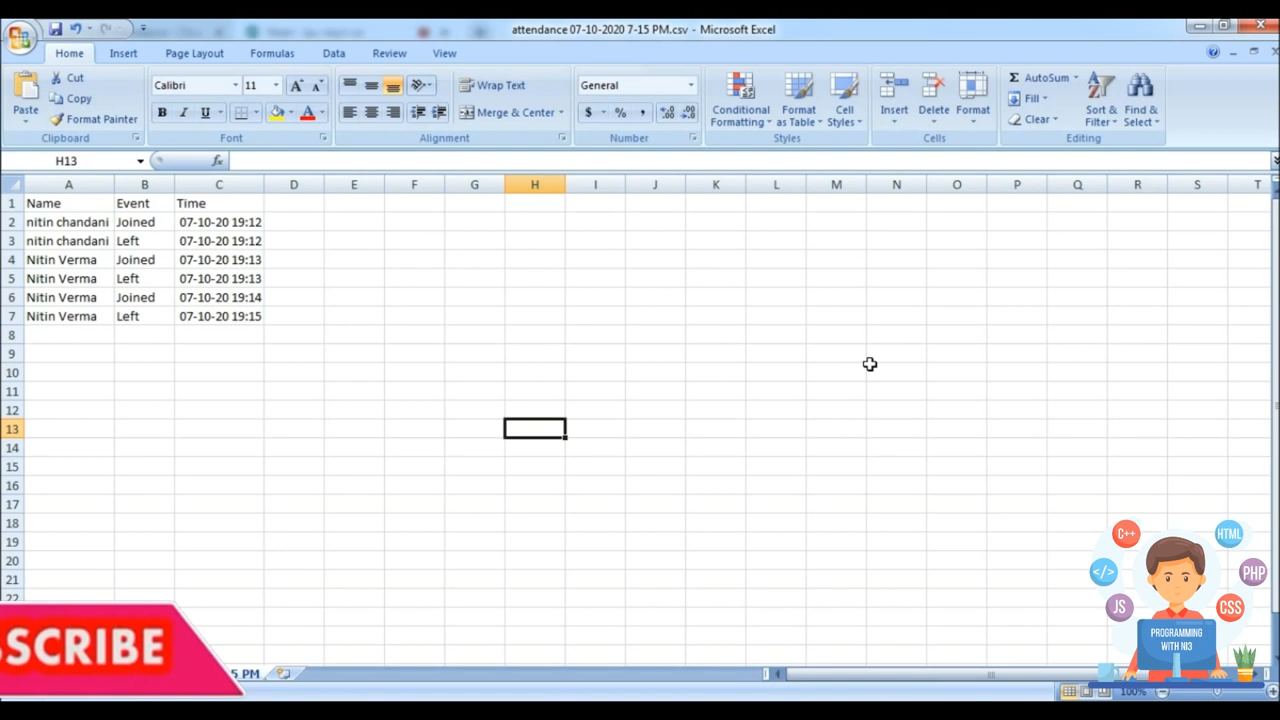 attendance 07-10-2020 7-15 PM.csv - Microsoft Excel
Home Insert Page Layout Formulas Data Review View
Cut
Copy
Format Painter
Paste
Clipboard
Calibri 11
B I U
Font
Wrap Text
Merge & Center
Alignment
General
$ % ,
Number
Conditional Formatting
Format as Table
Cell Styles
Styles
Insert Delete Format
Cells
AutoSum
Fill
Clear
Sort & Filter
Find & Select
Editing
H13 fx
A B C D E F G H I J K L M N O P Q R S T
1 Name Event Time
2 nitin chandani Joined 07-10-20 19:12
3 nitin chandani Left 07-10-20 19:12
4 Nitin Verma Joined 07-10-20 19:13
5 Nitin Verma Left 07-10-20 19:13
6 Nitin Verma Joined 07-10-20 19:14
7 Nitin Verma Left 07-10-20 19:15
8
9
10
11
12
13
14
15
16
17
18
19
20
21
22
C++ HTML
</> PHP
JS CSS
PROGRAMMING
WITH NI3
SCRIBE
5 PM
100%